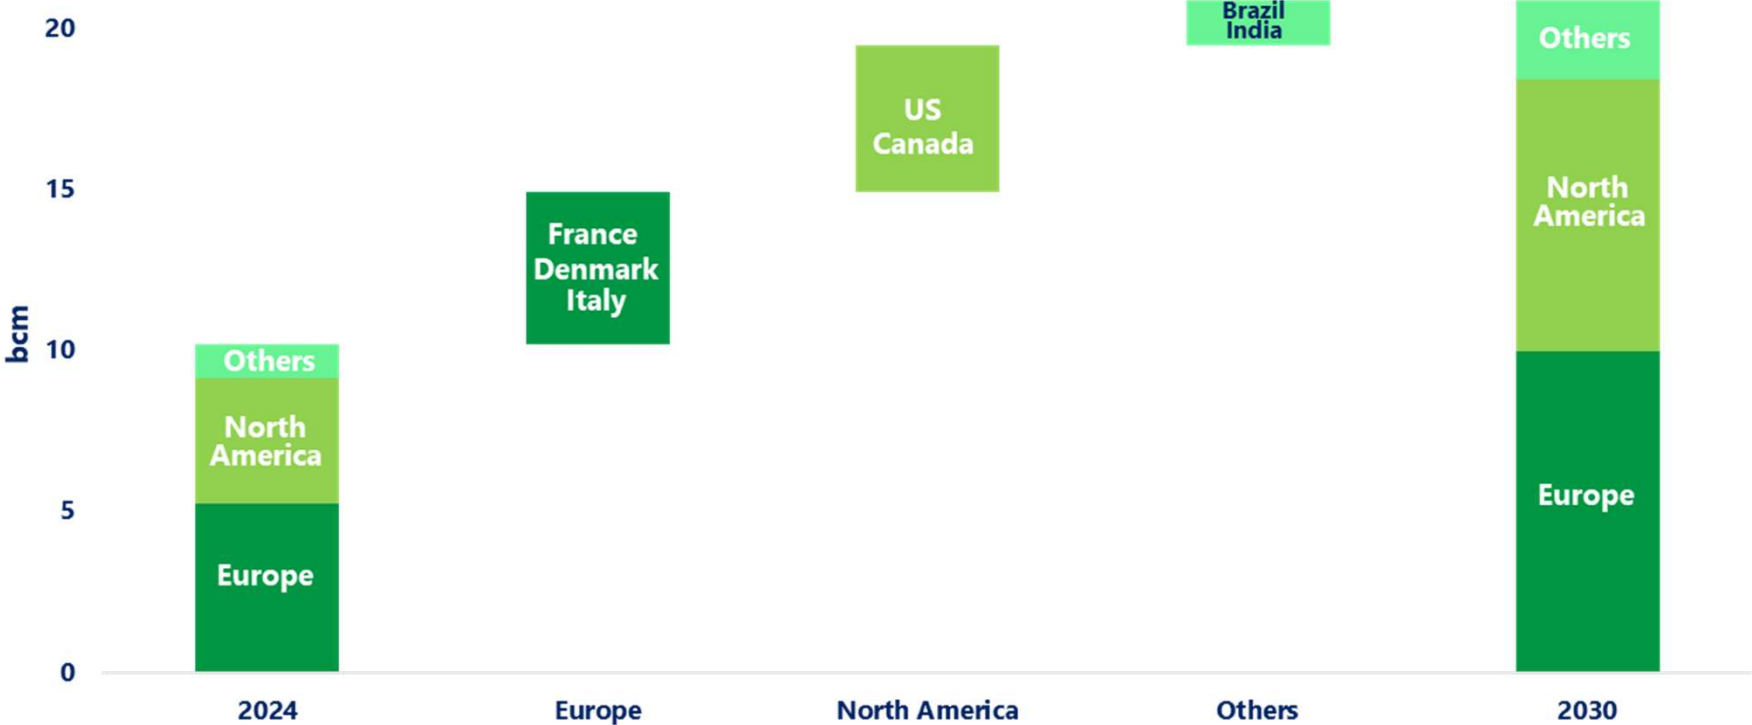 20
15
10
5
0
bcm
Others
North
America
Europe
France
Denmark
Italy
US
Canada
Brazil
India
Others
North
America
Europe
2024
Europe
North America
Others
2030